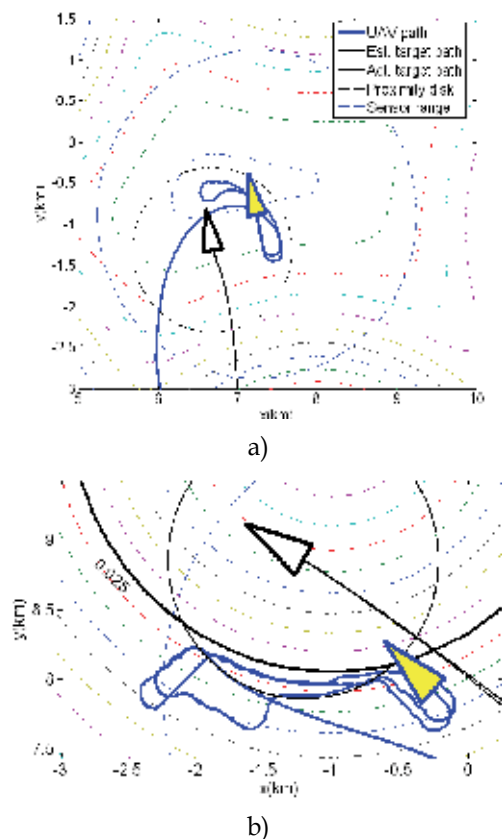 1.5
1
0.5
0
-0.5
-1
-1.5
-2
-2.5
5 6 7 8 9 10
UAV path
Est. target path
Act. target path
Proximity disk
Sensor range
y(km)
x(km)
a)
9
8.5
8
7.5
0.025
y(km)
-3 -2.5 -2 -1.5 -1 -0.5 0
x(km)
b)